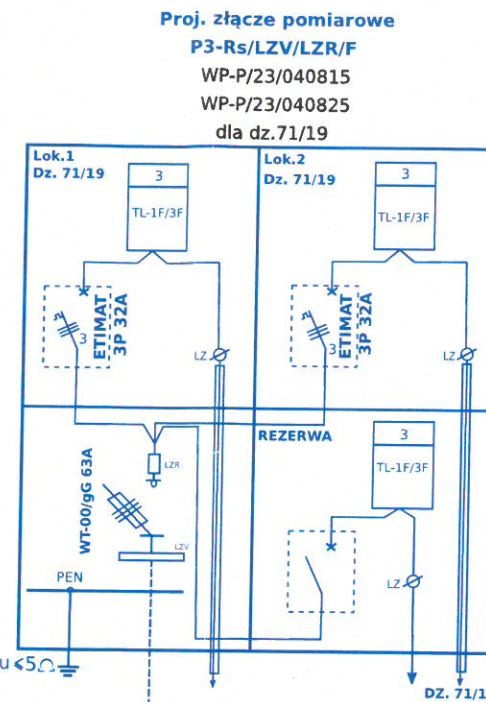 Proj. złącze pomiarowe
P3-Rs/LZV/LZR/F
WP-P/23/040815
WP-P/23/040825
dla dz.71/19
Lok.1
Dz. 71/19
3
TL-1F/3F
3
ETIMAT
3P 32A
LZ
Lok.2
Dz. 71/19
3
TL-1F/3F
3
ETIMAT
3P 32A
LZ
WT-00/gG 63A
LZR
LZV
PEN
REZERWA
3
TL-1F/3F
LZ
u <5Ω
DZ. 71/1